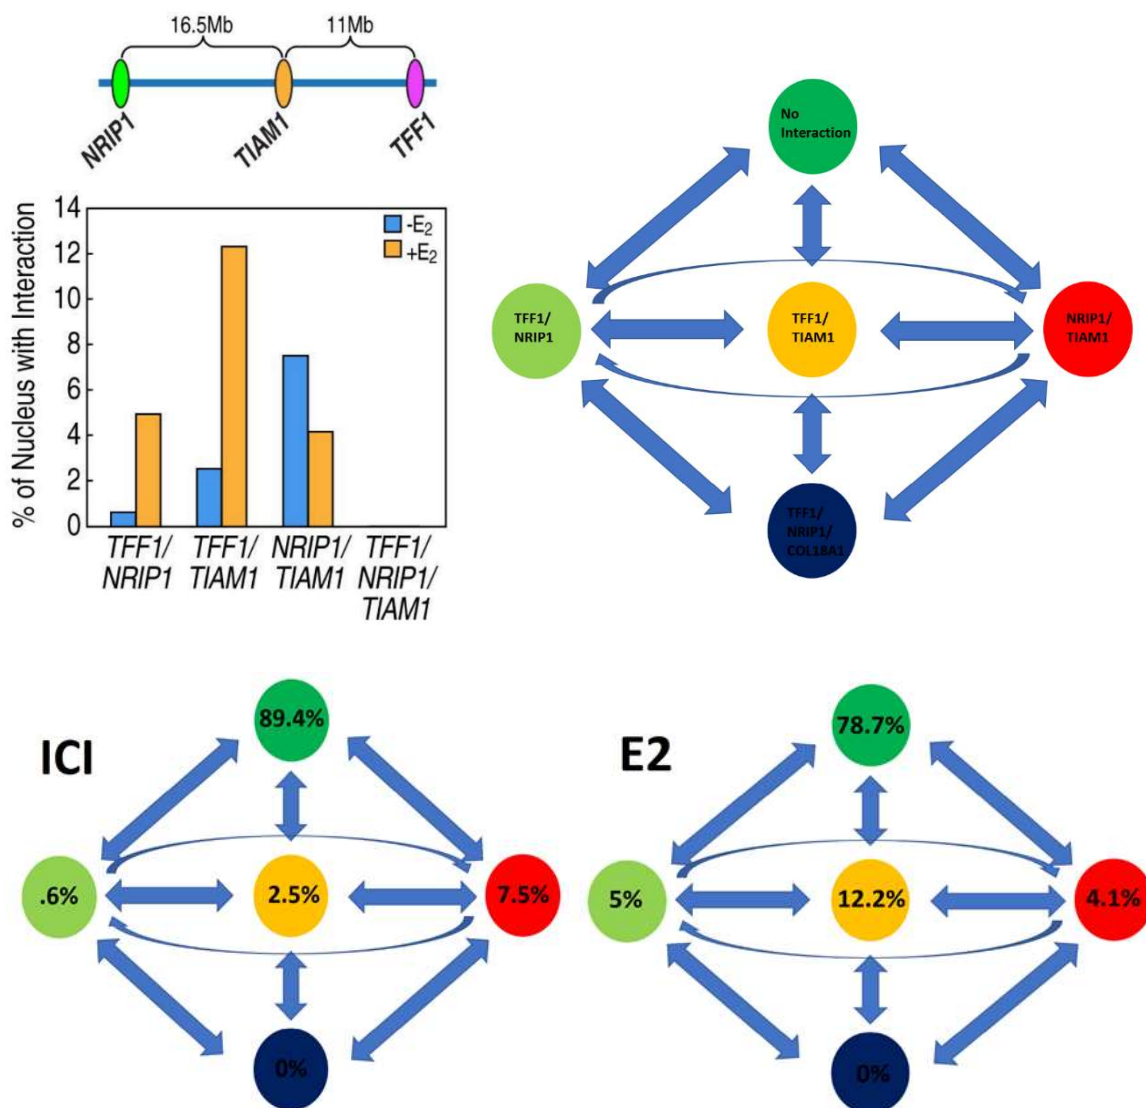 16.5Mb
11Mb
NRIP1
TIAM1
TFF1
% of Nucleus with Interaction
14
12
10
8
6
4
2
0
-E2
+E2
TFF1/
NRIP1
TFF1/
TIAM1
NRIP1/
TIAM1
TFF1/
NRIP1/
TIAM1
No
Interaction
TFF1/
NRIP1
TFF1/
TIAM1
NRIP1/
TIAM1
TFF1/
NRIP1/
COL18A1
ICI
89.4%
.6%
2.5%
7.5%
0%
E2
78.7%
5%
12.2%
4.1%
0%